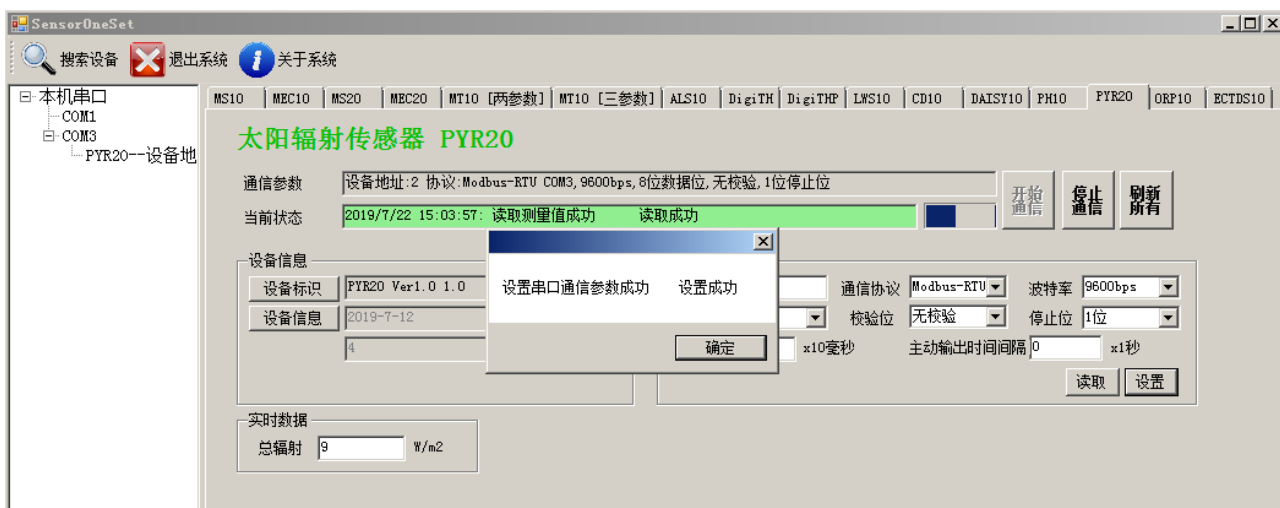 SensorOneSet
搜索设备 退出系统 关于系统
本机串口
COM1
COM3
PYR20--设备地
MS10 MEC10 MS20 MEC20 MT10 [两参数] MT10 [三参数] ALS10 DigiTH DigiTHP LWS10 CD10 DAISY10 PH10 PYR20 ORP10 ECTDS10
太阳辐射传感器 PYR20
通信参数 设备地址:2 协议:Modbus-RTU COM3,9600bps,8位数据位,无校验,1位停止位
当前状态 2019/7/22 15:03:57: 读取测量值成功 读取成功
开始通信 停止通信 刷新所有
设备信息
设备标识 PYR20 Ver1.0 1.0
设备信息 2019-7-12
4
设置串口通信参数成功 设置成功
确定
通信协议 Modbus-RTU 波特率 9600bps
校验位 无校验 停止位 1位
x10毫秒 主动输出时间间隔 0 x1秒
读取 设置
实时数据
总辐射 9 W/m2